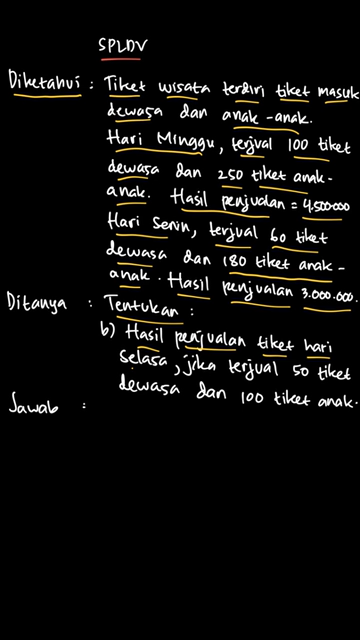 SPLDV
Diketahui : Tiket wisata terdiri tiket masuk
dewasa dan anak-anak.
Hari Minggu, terjual 100 tiket
dewasa dan 250 tiket anak-
anak. Hasil penjualan = 4.500.000
Hari Senin, terjual 60 tiket
dewasa dan 180 tiket anak-
anak. Hasil penjualan 3.000.000.
Ditanya : Tentukan :
b) Hasil penjualan tiket hari
selasa, jika terjual 50 tiket
dewasa dan 100 tiket anak.
Jawab :